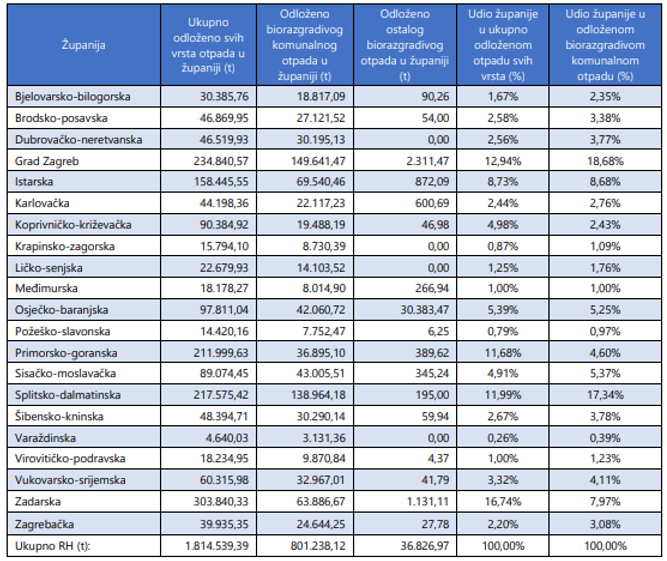 Županija | Ukupno odloženo svih vrsta otpada u županiji (t) | Odloženo biorazgradivog komunalnog otpada u županiji (t) | Odloženo ostalog biorazgradivog otpada u županiji (t) | Udio županije u ukupno odloženom otpadu svih vrsta (%) | Udio županije u odloženom biorazgradivom komunalnom otpadu (%)
Bjelovarsko-bilogorska 30.385,76 18.817,09 90,26 1,67% 2,35%
Brodsko-posavska 46.869,95 27.121,52 54,00 2,58% 3,38%
Dubrovačko-neretvanska 46.519,93 30.195,13 0,00 2,56% 3,77%
Grad Zagreb 234.840,57 149.641,47 2.311,47 12,94% 18,68%
Istarska 158.445,55 69.540,46 872,09 8,73% 8,68%
Karlovačka 44.198,36 22.117,23 600,69 2,44% 2,76%
Koprivničko-križevačka 90.384,92 19.488,19 46,98 4,98% 2,43%
Krapinsko-zagorska 15.794,10 8.730,39 0,00 0,87% 1,09%
Ličko-senjska 22.679,93 14.103,52 0,00 1,25% 1,76%
Međimurska 18.178,27 8.014,90 266,94 1,00% 1,00%
Osječko-baranjska 97.811,04 42.060,72 30.383,47 5,39% 5,25%
Požeško-slavonska 14.420,16 7.752,47 6,25 0,79% 0,97%
Primorsko-goranska 211.999,63 36.895,10 389,62 11,68% 4,60%
Sisačko-moslavačka 89.074,45 43.005,51 345,24 4,91% 5,37%
Splitsko-dalmatinska 217.575,42 138.964,18 195,00 11,99% 17,34%
Šibensko-kninska 48.394,71 30.290,14 59,94 2,67% 3,78%
Varaždinska 4.640,03 3.131,36 0,00 0,26% 0,39%
Virovitičko-podravska 18.234,95 9.870,84 4,37 1,00% 1,23%
Vukovarsko-srijemska 60.315,98 32.967,01 41,79 3,32% 4,11%
Zadarska 303.840,33 63.886,67 1.131,11 16,74% 7,97%
Zagrebačka 39.935,35 24.644,25 27,78 2,20% 3,08%
Ukupno RH (t): 1.814.539,39 801.238,12 36.826,97 100,00% 100,00%